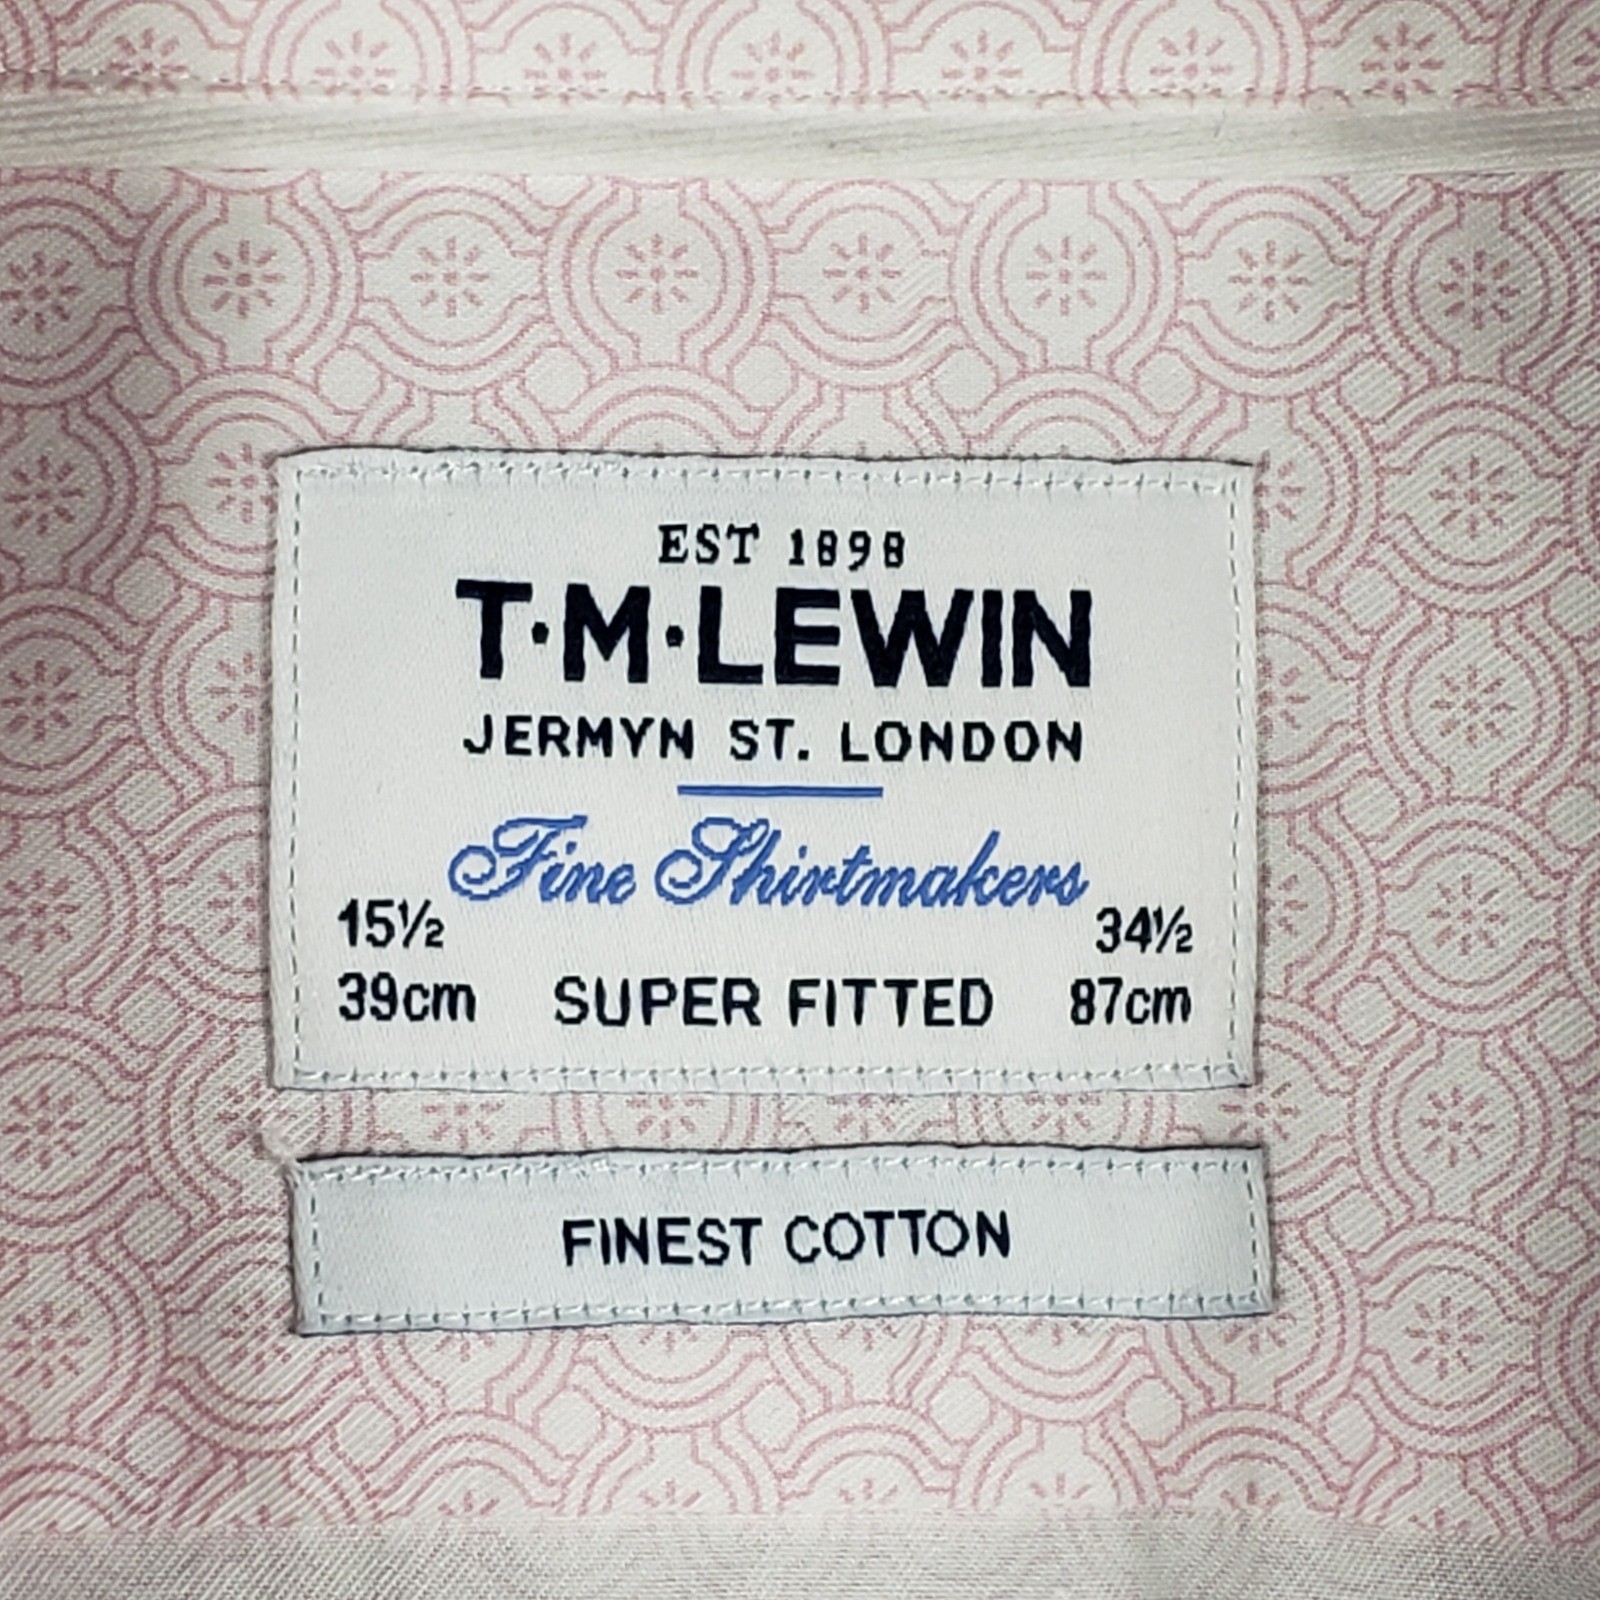 EST 1898
T·M·LEWIN
JERMYN ST. LONDON
Fine Shirtmakers
15½ 34½
39cm SUPER FITTED 87cm
FINEST COTTON